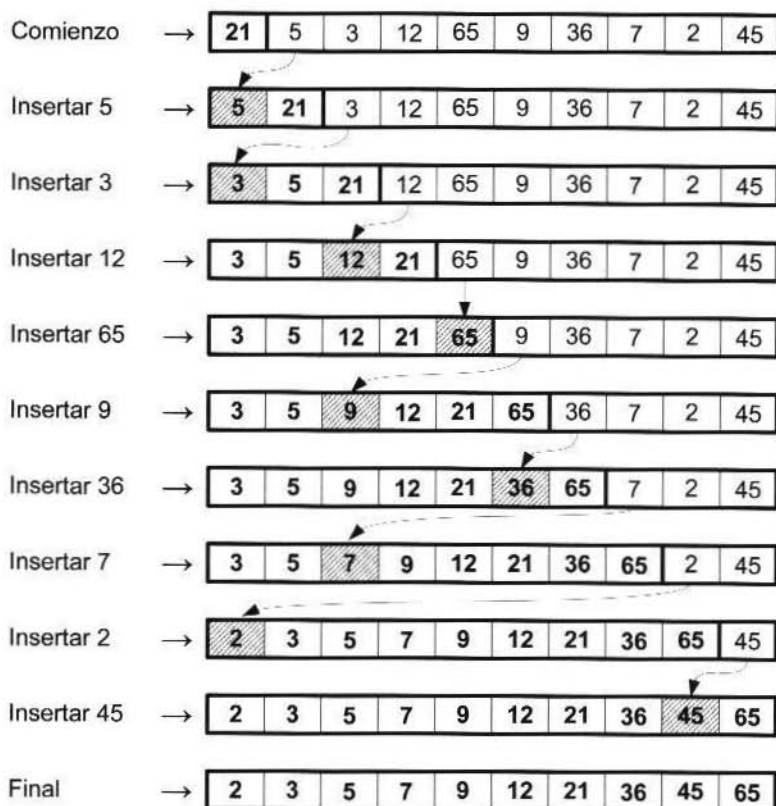 Comienzo → 21 5 3 12 65 9 36 7 2 45
Insertar 5 → 5 21 3 12 65 9 36 7 2 45
Insertar 3 → 3 5 21 12 65 9 36 7 2 45
Insertar 12 → 3 5 12 21 65 9 36 7 2 45
Insertar 65 → 3 5 12 21 65 9 36 7 2 45
Insertar 9 → 3 5 9 12 21 65 36 7 2 45
Insertar 36 → 3 5 9 12 21 36 65 7 2 45
Insertar 7 → 3 5 7 9 12 21 36 65 2 45
Insertar 2 → 2 3 5 7 9 12 21 36 65 45
Insertar 45 → 2 3 5 7 9 12 21 36 45 65
Final → 2 3 5 7 9 12 21 36 45 65